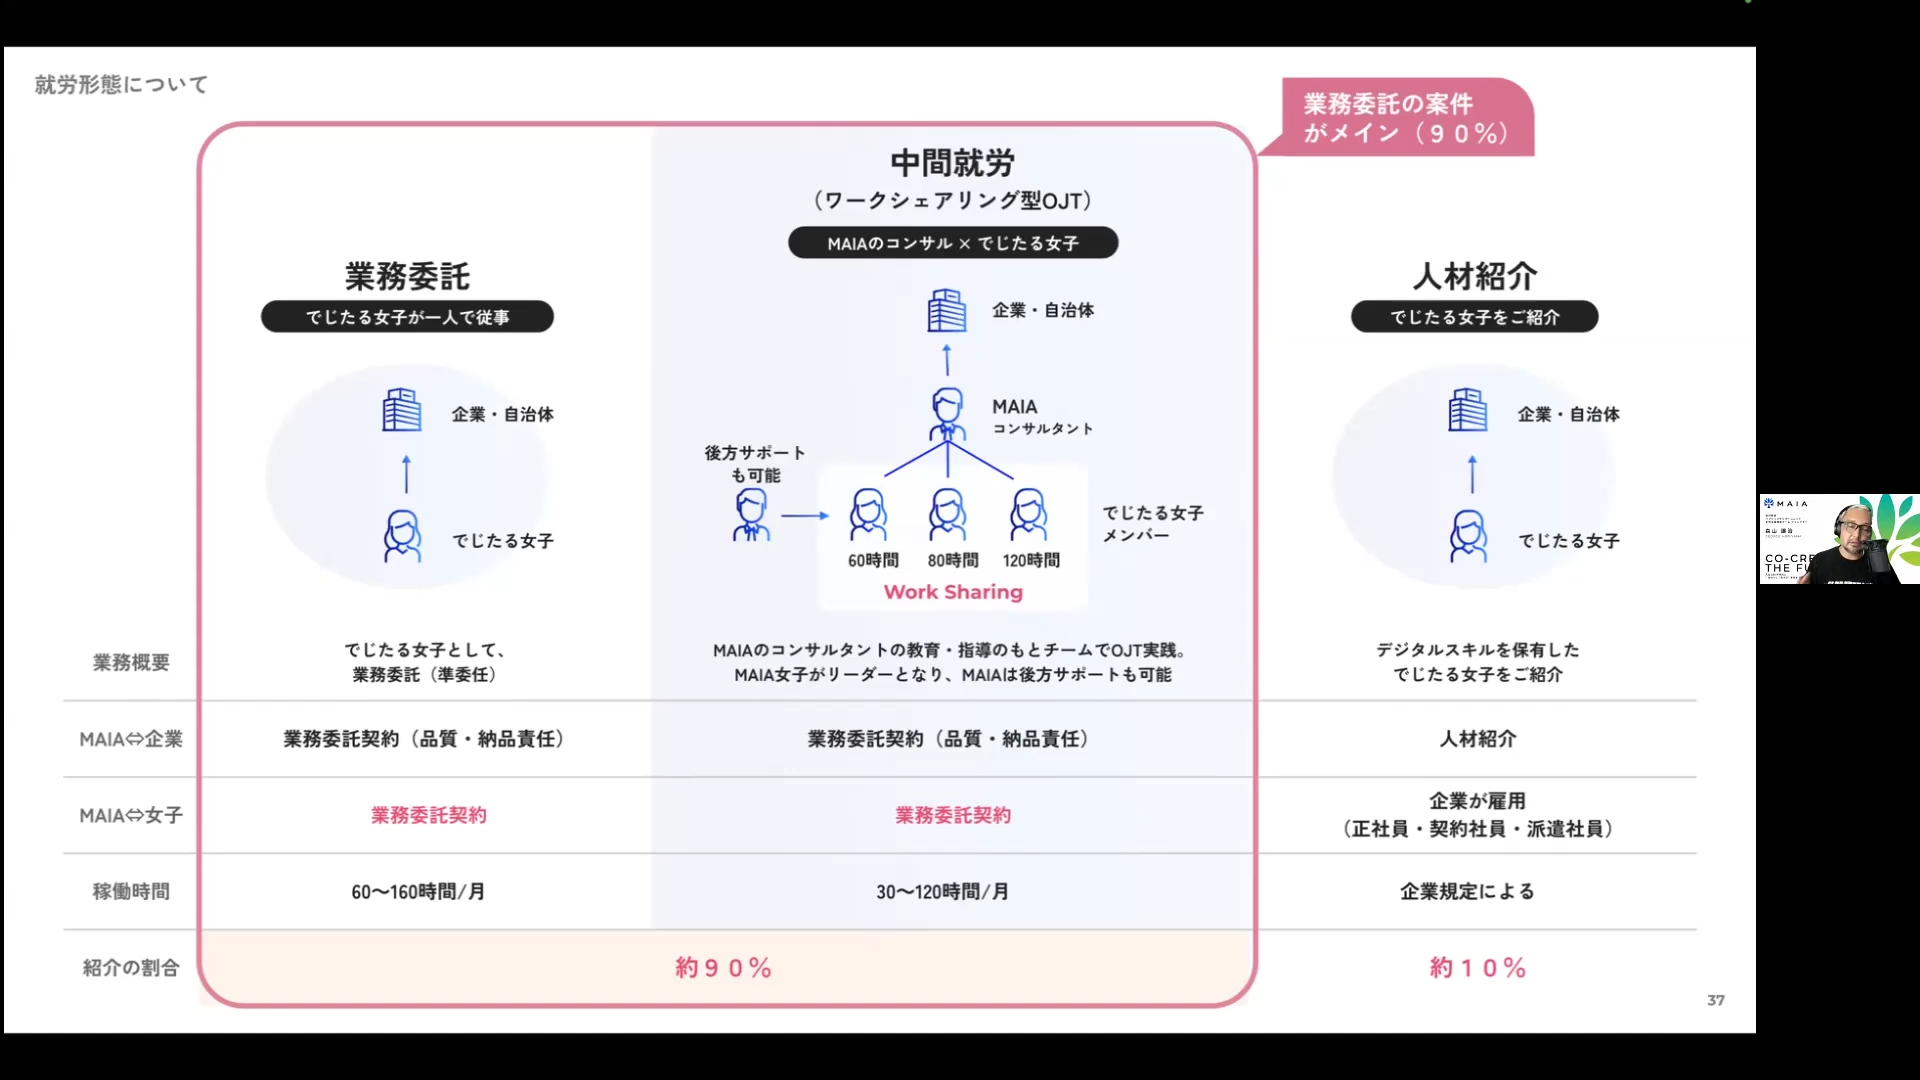 就労形態について
業務委託の案件
がメイン（９０%）
中間就労
（ワークシェアリング型OJT）
MAIAのコンサル × でじたる女子
業務委託
でじたる女子が一人で従事
人材紹介
でじたる女子をご紹介
企業・自治体
企業・自治体
企業・自治体
MAIA
コンサルタント
後方サポート
も可能
でじたる女子
でじたる女子
メンバー
でじたる女子
60時間
80時間
120時間
Work Sharing
業務概要
でじたる女子として、
業務委託（準委任）
MAIAのコンサルタントの教育・指導のもとチームでOJT実践。
MAIA女子がリーダーとなり、MAIAは後方サポートも可能
デジタルスキルを保有した
でじたる女子をご紹介
MAIA⇔企業
業務委託契約（品質・納品責任）
業務委託契約（品質・納品責任）
人材紹介
MAIA⇔女子
業務委託契約
業務委託契約
企業が雇用
（正社員・契約社員・派遣社員）
稼働時間
60〜160時間/月
30〜120時間/月
企業規定による
紹介の割合
約９０%
約１０%
37
MAIA
CO-CRE
THE FU